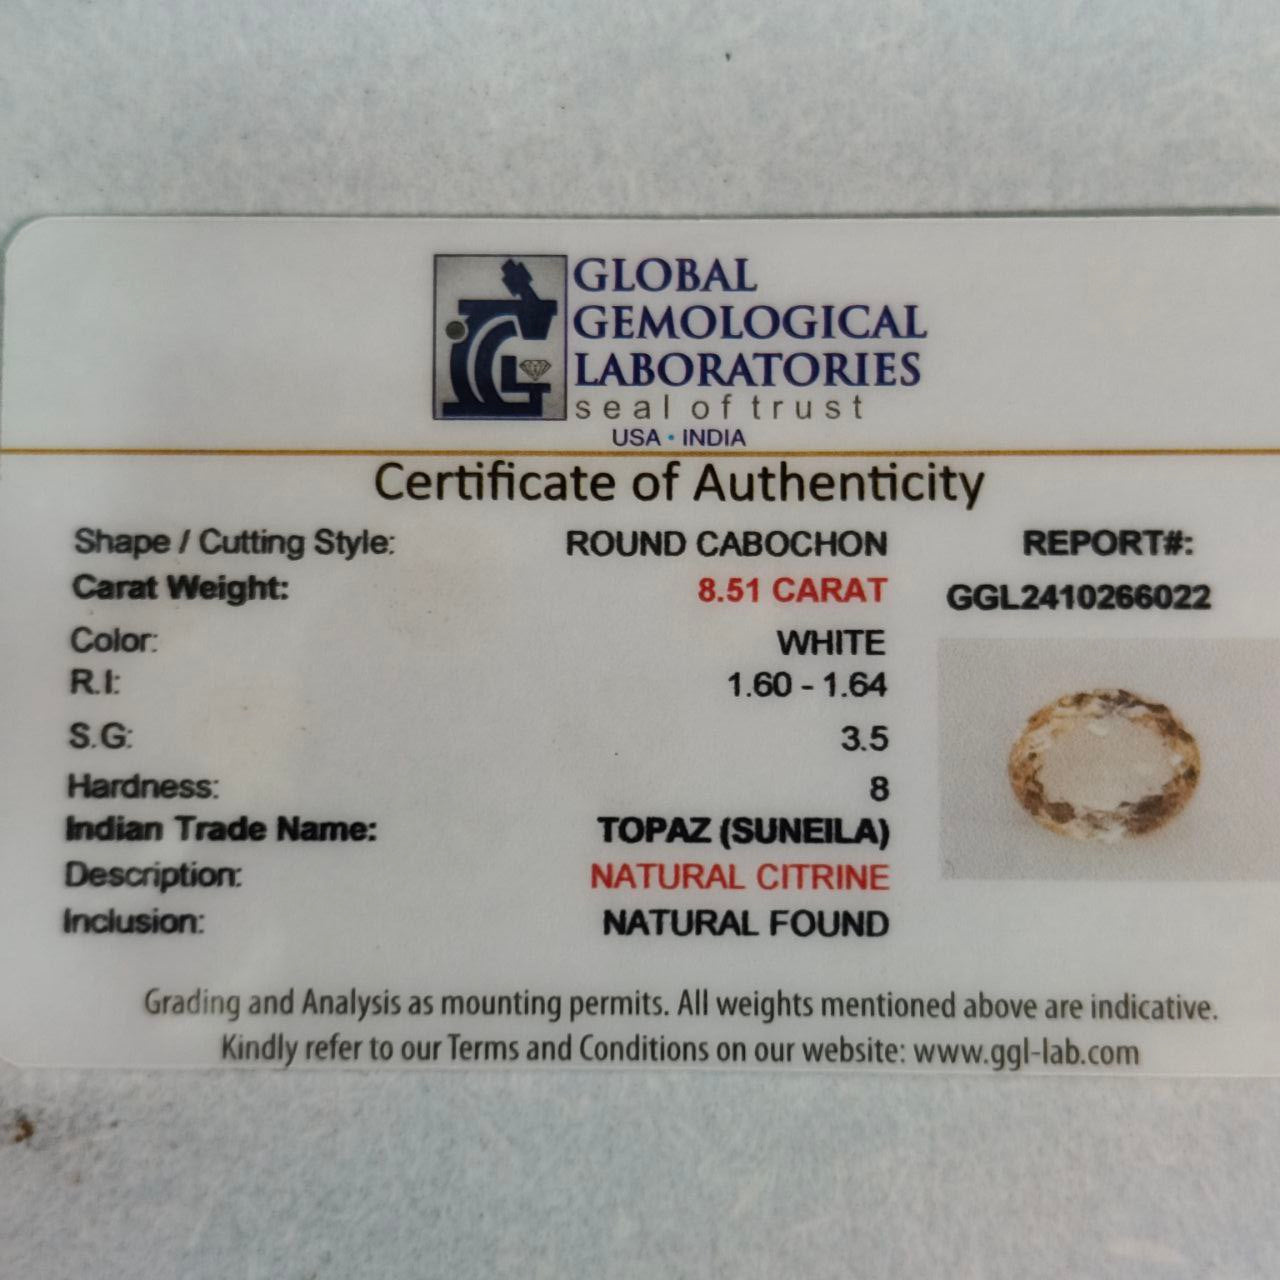 GLOBAL
GEMOLOGICAL
LABORATORIES
seal of trust
USA • INDIA
Certificate of Authenticity
Shape / Cutting Style: ROUND CABOCHON
Carat Weight: 8.51 CARAT
Color: WHITE
R.I: 1.60 - 1.64
S.G: 3.5
Hardness: 8
Indian Trade Name: TOPAZ (SUNEILA)
Description: NATURAL CITRINE
Inclusion: NATURAL FOUND
REPORT#:
GGL2410266022
Grading and Analysis as mounting permits. All weights mentioned above are indicative.
Kindly refer to our Terms and Conditions on our website: www.ggl-lab.com